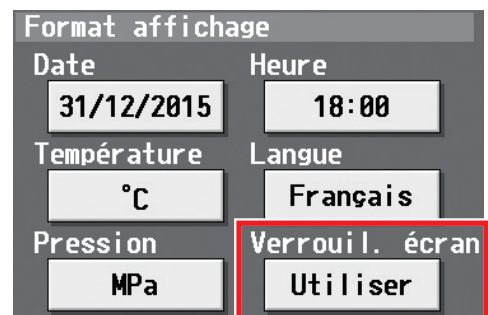 Format affichage
Date Heure
31/12/2015 18:00
Température Langue
°C Français
Pression Verrouil. écran
MPa Utiliser